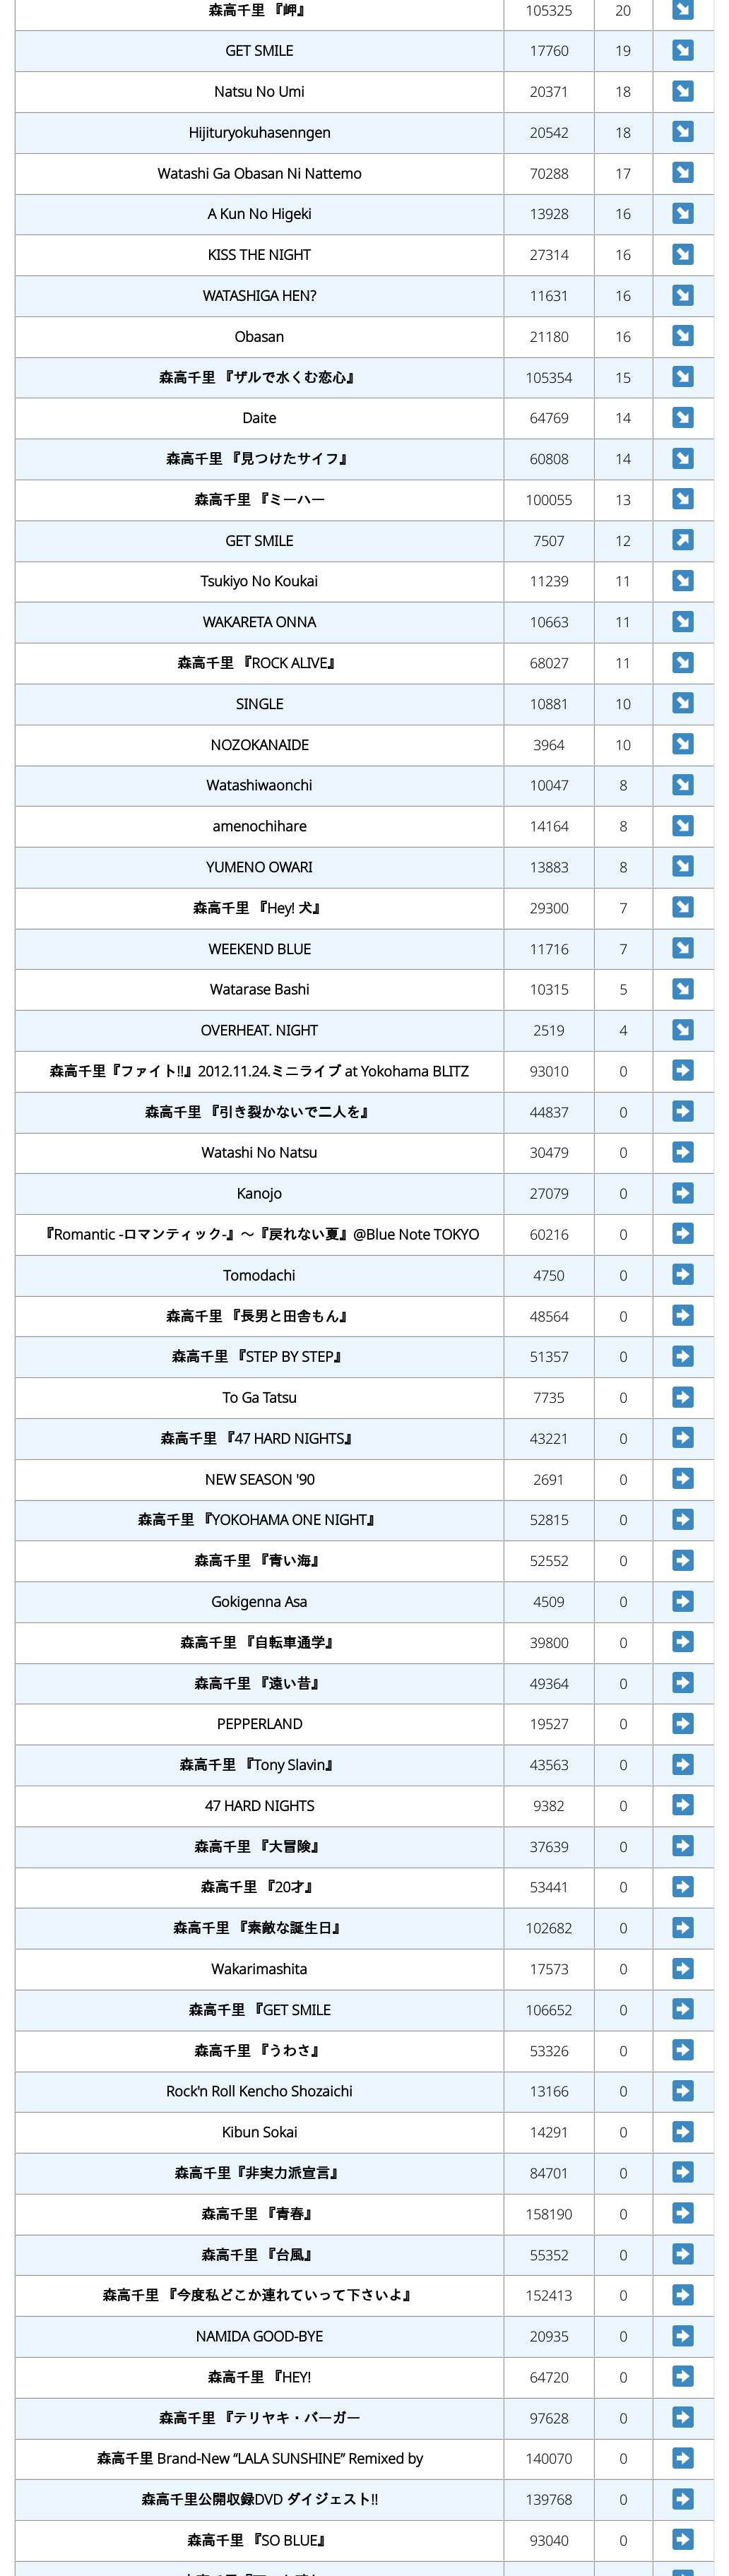 森高千里 『岬』 105325 20
GET SMILE 17760 19
Natsu No Umi 20371 18
Hijituryokuhasenngen 20542 18
Watashi Ga Obasan Ni Nattemo 70288 17
A Kun No Higeki 13928 16
KISS THE NIGHT 27314 16
WATASHIGA HEN? 11631 16
Obasan 21180 16
森高千里 『ザルで水くむ恋心』 105354 15
Daite 64769 14
森高千里 『見つけたサイフ』 60808 14
森高千里 『ミーハー 100055 13
GET SMILE 7507 12
Tsukiyo No Koukai 11239 11
WAKARETA ONNA 10663 11
森高千里 『ROCK ALIVE』 68027 11
SINGLE 10881 10
NOZOKANAIDE 3964 10
Watashiwaonchi 10047 8
amenochihare 14164 8
YUMENO OWARI 13883 8
森高千里 『Hey! 犬』 29300 7
WEEKEND BLUE 11716 7
Watarase Bashi 10315 5
OVERHEAT. NIGHT 2519 4
森高千里『ファイト!!』2012.11.24.ミニライブ at Yokohama BLITZ 93010 0
森高千里 『引き裂かないで二人を』 44837 0
Watashi No Natsu 30479 0
Kanojo 27079 0
『Romantic -ロマンティック-』～『戻れない夏』@Blue Note TOKYO 60216 0
Tomodachi 4750 0
森高千里 『長男と田舎もん』 48564 0
森高千里 『STEP BY STEP』 51357 0
To Ga Tatsu 7735 0
森高千里 『47 HARD NIGHTS』 43221 0
NEW SEASON '90 2691 0
森高千里 『YOKOHAMA ONE NIGHT』 52815 0
森高千里 『青い海』 52552 0
Gokigenna Asa 4509 0
森高千里 『自転車通学』 39800 0
森高千里 『遠い昔』 49364 0
PEPPERLAND 19527 0
森高千里 『Tony Slavin』 43563 0
47 HARD NIGHTS 9382 0
森高千里 『大冒険』 37639 0
森高千里 『20才』 53441 0
森高千里 『素敵な誕生日』 102682 0
Wakarimashita 17573 0
森高千里 『GET SMILE 106652 0
森高千里 『うわさ』 53326 0
Rock'n Roll Kencho Shozaichi 13166 0
Kibun Sokai 14291 0
森高千里『非実力派宣言』 84701 0
森高千里 『青春』 158190 0
森高千里 『台風』 55352 0
森高千里 『今度私どこか連れていって下さいよ』 152413 0
NAMIDA GOOD-BYE 20935 0
森高千里 『HEY! 64720 0
森高千里 『テリヤキ・バーガー 97628 0
森高千里 Brand-New “LALA SUNSHINE” Remixed by 140070 0
森高千里公開収録DVD ダイジェスト!! 139768 0
森高千里 『SO BLUE』 93040 0